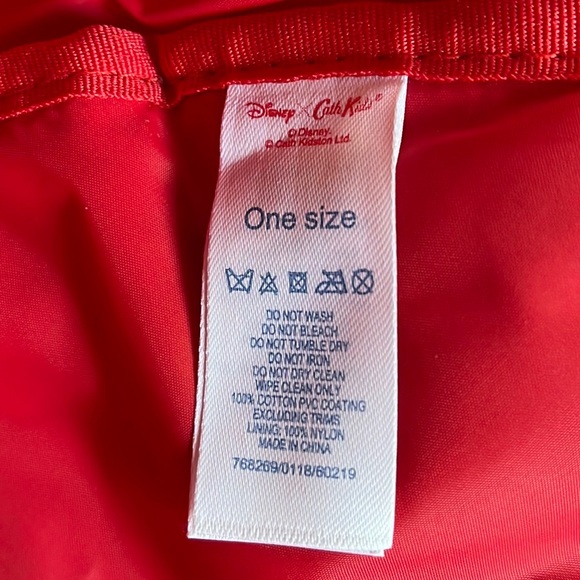 Disney x Cath Kidston
© Disney.
© Cath Kidston Ltd.
One size
DO NOT WASH
DO NOT BLEACH
DO NOT TUMBLE DRY
DO NOT IRON
DO NOT DRY CLEAN
WIPE CLEAN ONLY
100% COTTON PVC COATING
EXCLUDING TRIMS
LINING: 100% NYLON
MADE IN CHINA
768269/0118/60219